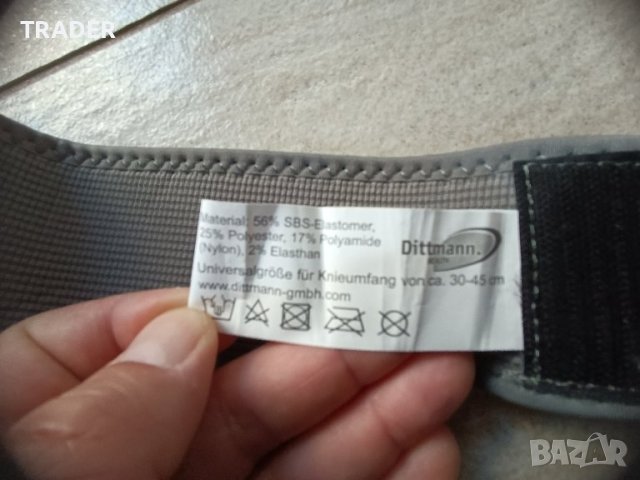 TRADER
Material: 56% SBS-Elastomer,
25% Polyester, 17% Polyamide
(Nylon), 2% Elasthan
Dittmann.
Universalgröße für Knieumfang von ca. 30-45 cm
www.dittmann-gmbh.com
BAZAR